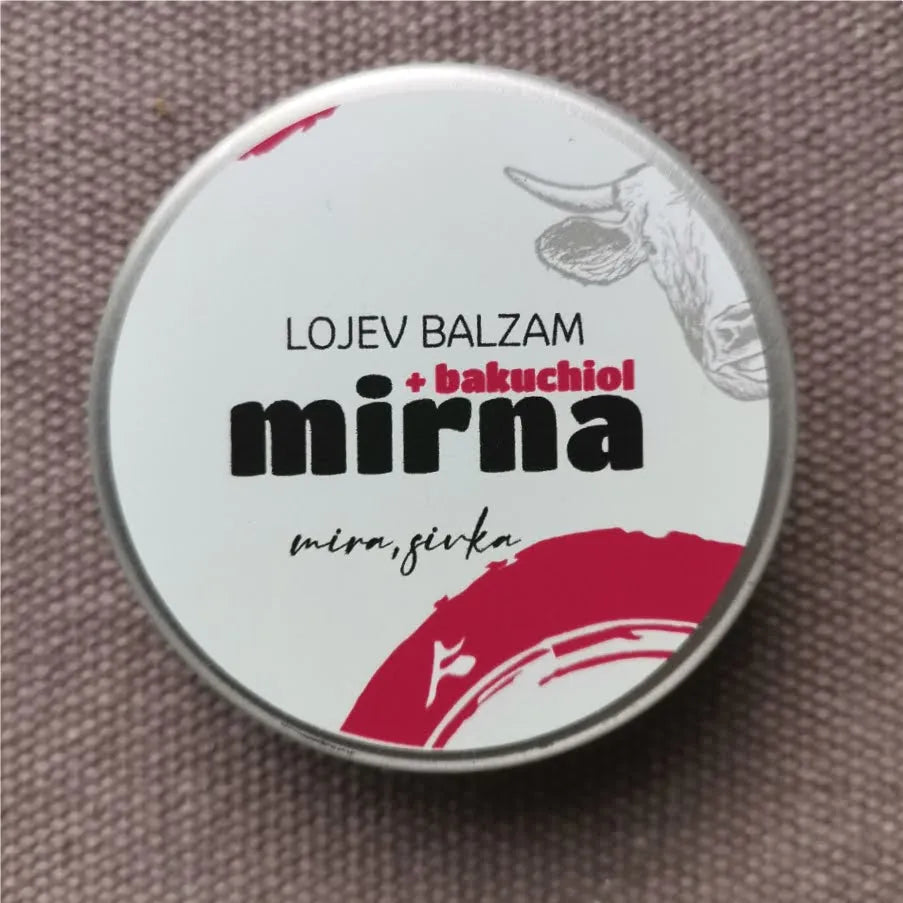 LOJEV BALZAM
+ bakuchiol
mirna
mira, sivka